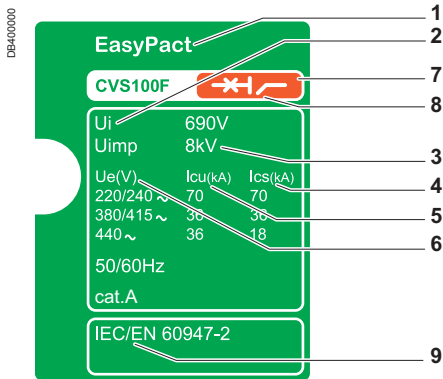 DB400000
EasyPact
1
2
CVS100F
7
8
Ui 690V
Uimp 8kV
3
Ue(V) Icu(kA) Ics(kA)
4
220/240 ~ 70 70
5
380/415 ~ 36 36
440 ~ 36 18
6
50/60Hz
cat.A
IEC/EN 60947-2
9